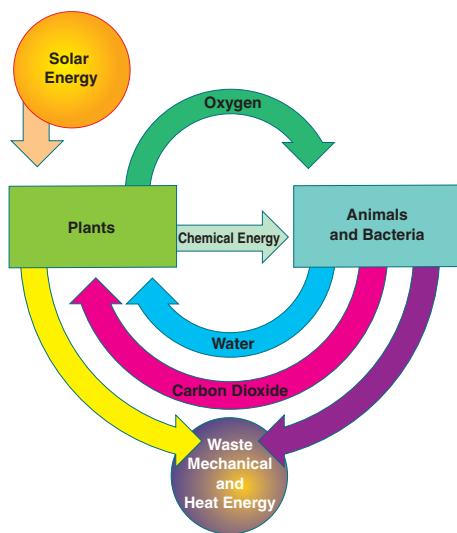 Solar
Energy
Oxygen
Plants
Chemical Energy
Animals
and Bacteria
Water
Carbon Dioxide
Waste
Mechanical
and
Heat Energy